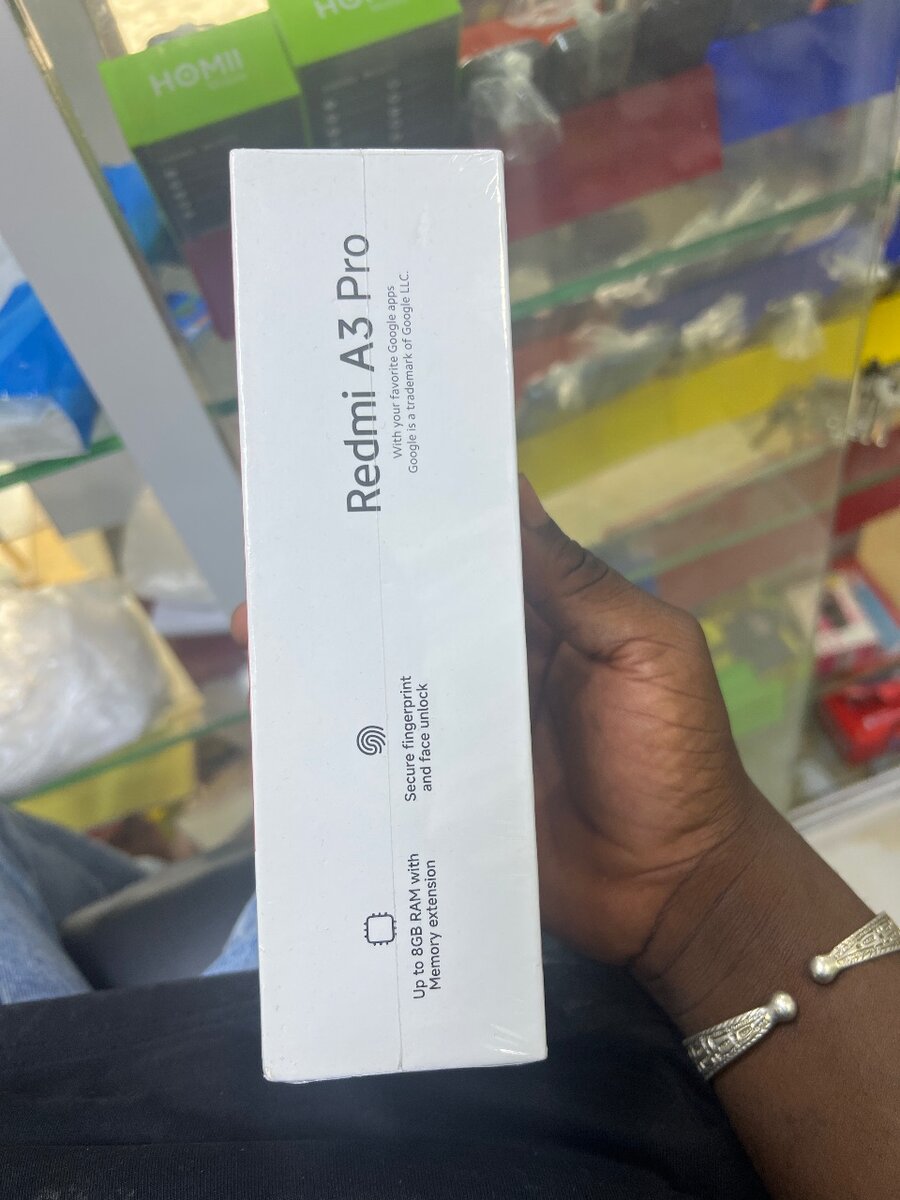 HOMII
HOMII
Redmi A3 Pro
With your favorite Google apps
Google is a trademark of Google LLC.
Secure fingerprint
and face unlock
Up to 8GB RAM with
Memory extension